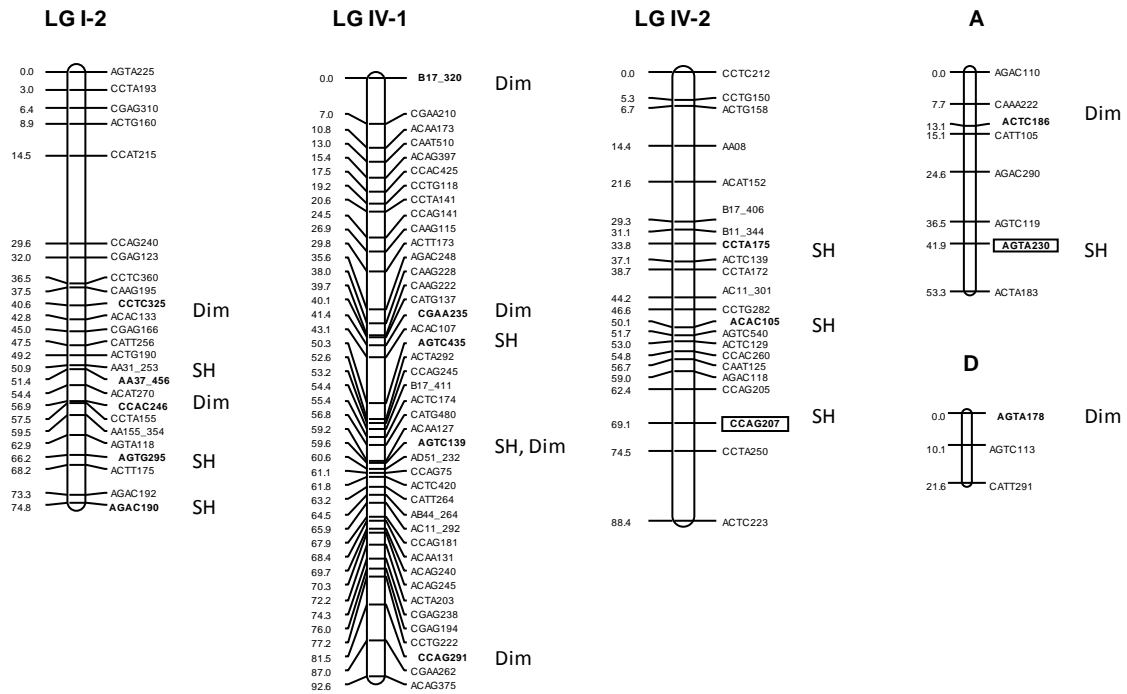 LG I-2
0.0 AGTA225
3.0 CCTA193
6.4 CGAG310
8.9 ACTG160
14.5 CCAT215
29.6 CCAG240
32.0 CCAG123
36.5 CCTC360
37.5 CAAG195
40.6 CCTC325 Dim
42.8 ACAC133
45.0 CGAG166
47.5 CATT256
49.2 ACTG190
50.9 AA31_253
51.4 AA37_456 SH
54.4 ACAT270
56.9 CCAC246 Dim
57.5 CCTA155
59.5 AA155_354
62.9 AGTA118
66.2 AGTG295 SH
68.2 ACTT175
73.3 AGAC192
74.8 AGAC190 SH
LG IV-1
0.0 B17_320 Dim
7.0 CGAA210
10.8 ACAA173
13.0 CAAT510
15.4 ACAG397
17.5 CCAC425
19.2 CCTG118
20.6 CCTA141
24.5 CCAG141
26.9 CAAG115
29.8 ACTT173
35.6 AGAC248
38.0 CAAG228
39.7 CAAG222
40.1 CATG137
41.4 CGAA235 Dim
43.1 ACAC107
50.3 AGTC435 SH
52.6 ACTA292
53.2 CCAG245
54.4 B17_411
55.4 ACTC174
56.8 CATG480
59.2 ACAA127
59.6 AGTC139 SH, Dim
60.6 AD51_232
61.1 CCAG75
61.8 ACTC420
63.2 CATT264
64.5 AB44_264
65.9 AC11_292
67.9 CCAG181
68.4 ACAA131
69.7 ACAG240
70.3 ACAG245
72.2 ACTA203
74.3 CGAG238
76.0 CGAG194
77.2 CCTG222
81.5 CCAG291 Dim
87.0 CGAA262
92.6 ACAG375
LG IV-2
0.0 CCTC212
5.3 CCTG150
6.7 ACTG158
14.4 AA08
21.6 ACAT152
29.3 B17_406
31.1 B11_344
33.8 CCTA175 SH
37.1 ACTC139
38.7 CCTA172
44.2 AC11_301
46.6 CCTG282
50.1 ACAC105 SH
51.7 AGTC540
53.0 ACTC129
54.8 CCAC260
56.7 CAAT125
59.0 AGAC118
62.4 CCAG205
69.1 CCAG207 SH
74.5 CCTA250
88.4 ACTC223
A
0.0 AGAC110
7.7 CAAA222
13.1 ACTC186 Dim
15.1 CATT105
24.6 AGAC290
36.5 AGTC119
41.9 AGTA230 SH
53.3 ACTA183
D
0.0 AGTA178 Dim
10.1 AGTC113
21.6 CATT291